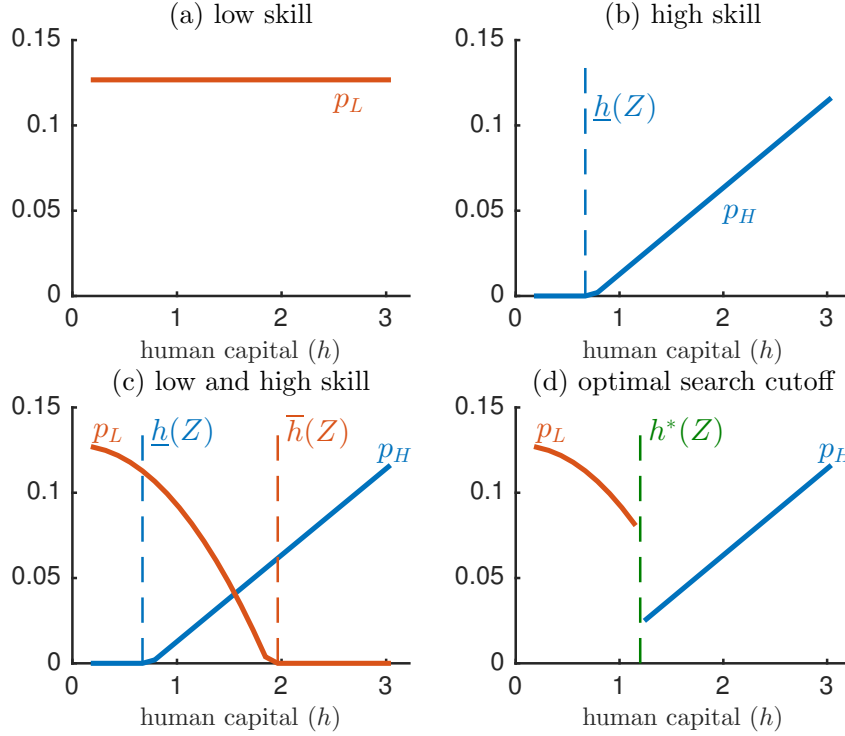 (a) low skill
0.15
0.1
0.05
0
0 1 2 3
p_L
human capital (h)
(b) high skill
0.15
0.1
0.05
0
0 1 2 3
h(Z)
p_H
human capital (h)
(c) low and high skill
0.15
0.1
0.05
0
0 1 2 3
p_L
h(Z)
h̅(Z)
p_H
human capital (h)
(d) optimal search cutoff
0.15
0.1
0.05
0
0 1 2 3
p_L
h*(Z)
p_H
human capital (h)